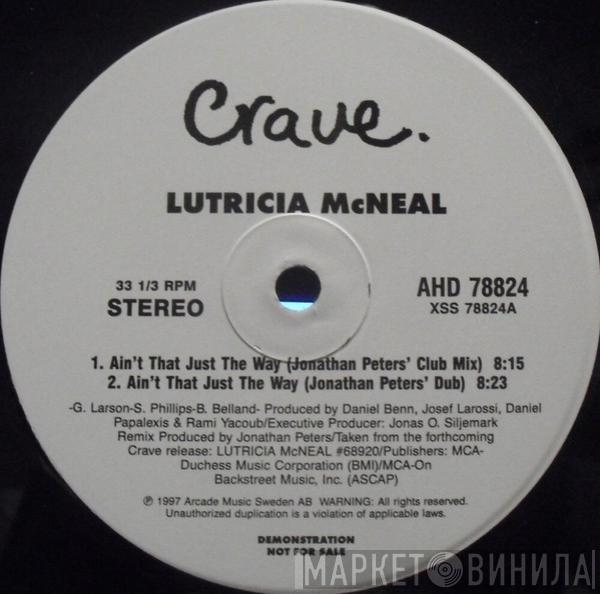 Crave.
LUTRICIA McNEAL
33 1/3 RPM
STEREO
AHD 78824
XSS 78824A
1. Ain't That Just The Way (Jonathan Peters' Club Mix) 8:15
2. Ain't That Just The Way (Jonathan Peters' Dub) 8:23
-G. Larson-S. Phillips-B. Belland- Produced by Daniel Benn, Josef Larossi, Daniel
Papalexis & Rami Yacoub/Executive Producer: Jonas O. Siljemark
Remix Produced by Jonathan Peters/Taken from the forthcoming
Crave release: LUTRICIA McNEAL #68920/Publishers: MCA-
Duchess Music Corporation (BMI)/MCA-On
Backstreet Music, Inc. (ASCAP)
℗ 1997 Arcade Music Sweden AB WARNING: All rights reserved.
Unauthorized duplication is a violation of applicable laws.
DEMONSTRATION
NOT FOR SALE
МАРКЕТ ВИНИЛА